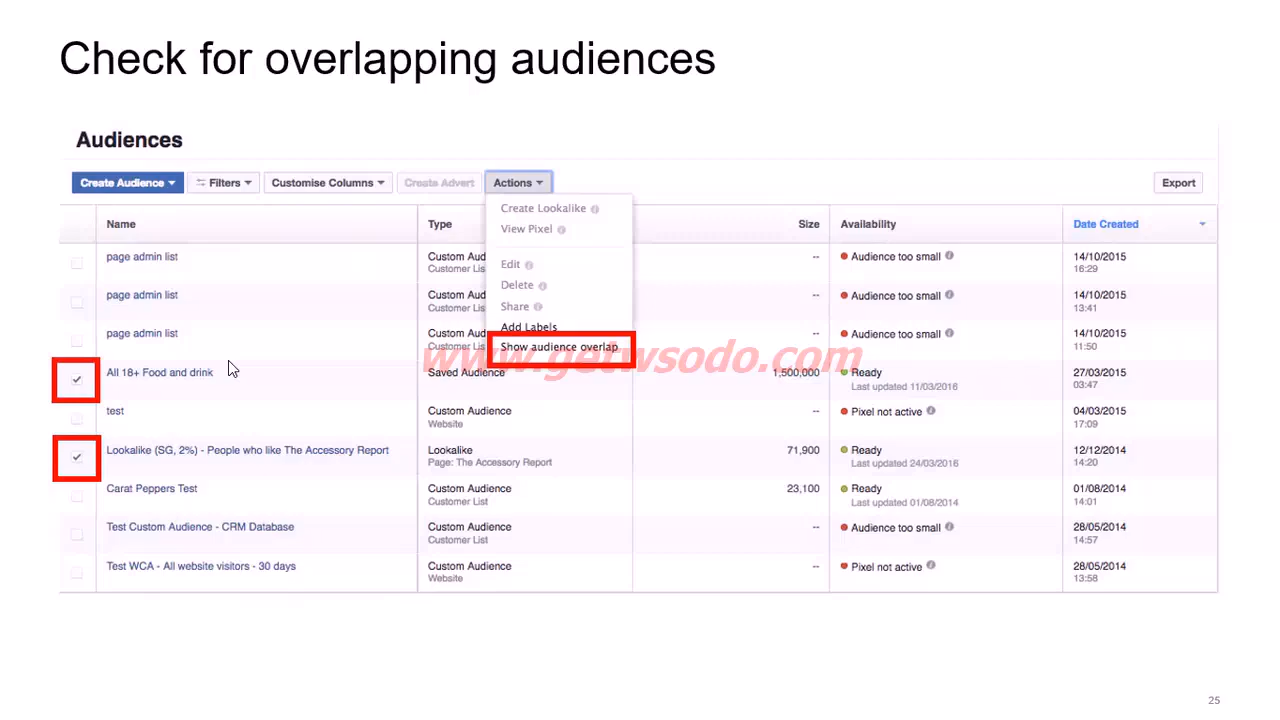 Check for overlapping audiences
Audiences
Create Audience Filters Customise Columns Create Advert Actions Export
Name Type Size Availability Date Created
Create Lookalike
View Pixel
Edit
Delete
Share
Add Labels
Show audience overlap
page admin list Custom Aud -- Audience too small 14/10/2015
Customer Lis 16:29
page admin list Custom Aud -- Audience too small 14/10/2015
Customer Lis 13:41
page admin list Custom Aud -- Audience too small 14/10/2015
Customer Lis 11:50
www.getwsodo.com
All 18+ Food and drink Saved Audience 1,500,000 Ready 27/03/2015
Last updated 11/03/2016 03:47
test Custom Audience -- Pixel not active 04/03/2015
Website 17:09
Lookalike (SG, 2%) - People who like The Accessory Report Lookalike 71,900 Ready 12/12/2014
Page: The Accessory Report Last updated 24/03/2016 14:20
Carat Peppers Test Custom Audience 23,100 Ready 01/08/2014
Customer List Last updated 01/08/2014 14:01
Test Custom Audience - CRM Database Custom Audience -- Audience too small 28/05/2014
Customer List 14:57
Test WCA - All website visitors - 30 days Custom Audience -- Pixel not active 28/05/2014
Website 13:58
25